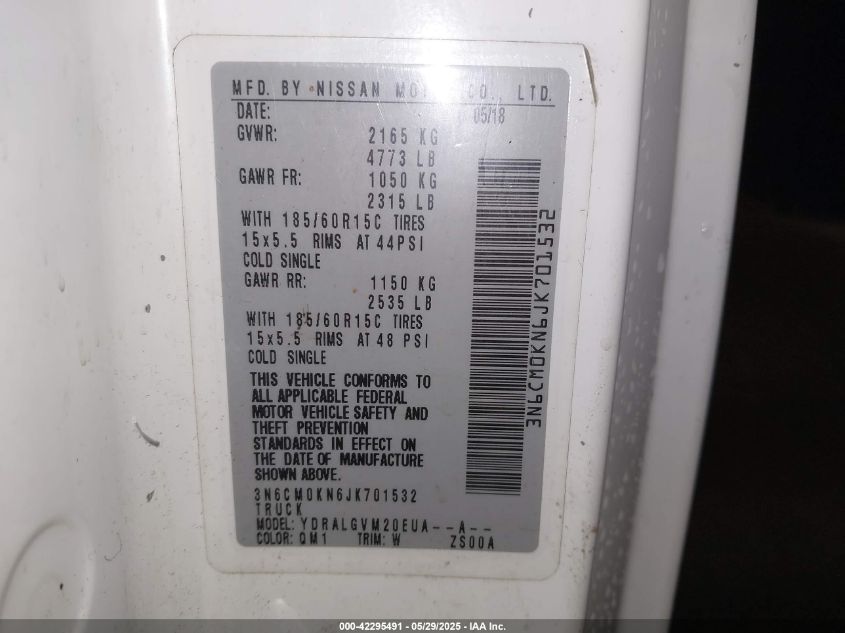 MFD. BY NISSAN MOTOR CO., LTD.
DATE: 05/18
GVWR: 2165 KG
4773 LB
GAWR FR: 1050 KG
2315 LB
WITH 185/60R15C TIRES
15x5.5 RIMS AT 44PSI
COLD SINGLE
GAWR RR: 1150 KG
2535 LB
WITH 185/60R15C TIRES
15x5.5 RIMS AT 48 PSI
COLD SINGLE
THIS VEHICLE CONFORMS TO
ALL APPLICABLE FEDERAL
MOTOR VEHICLE SAFETY AND
THEFT PREVENTION
STANDARDS IN EFFECT ON
THE DATE OF MANUFACTURE
SHOWN ABOVE.
3N6CM0KN6JK701532
TRUCK
MODEL: YDRALGVM20EUA--A--
COLOR: QM1 TRIM: W ZS00A
3N6CM0KN6JK701532
000-42295491 - 05/29/2025 - IAA Inc.